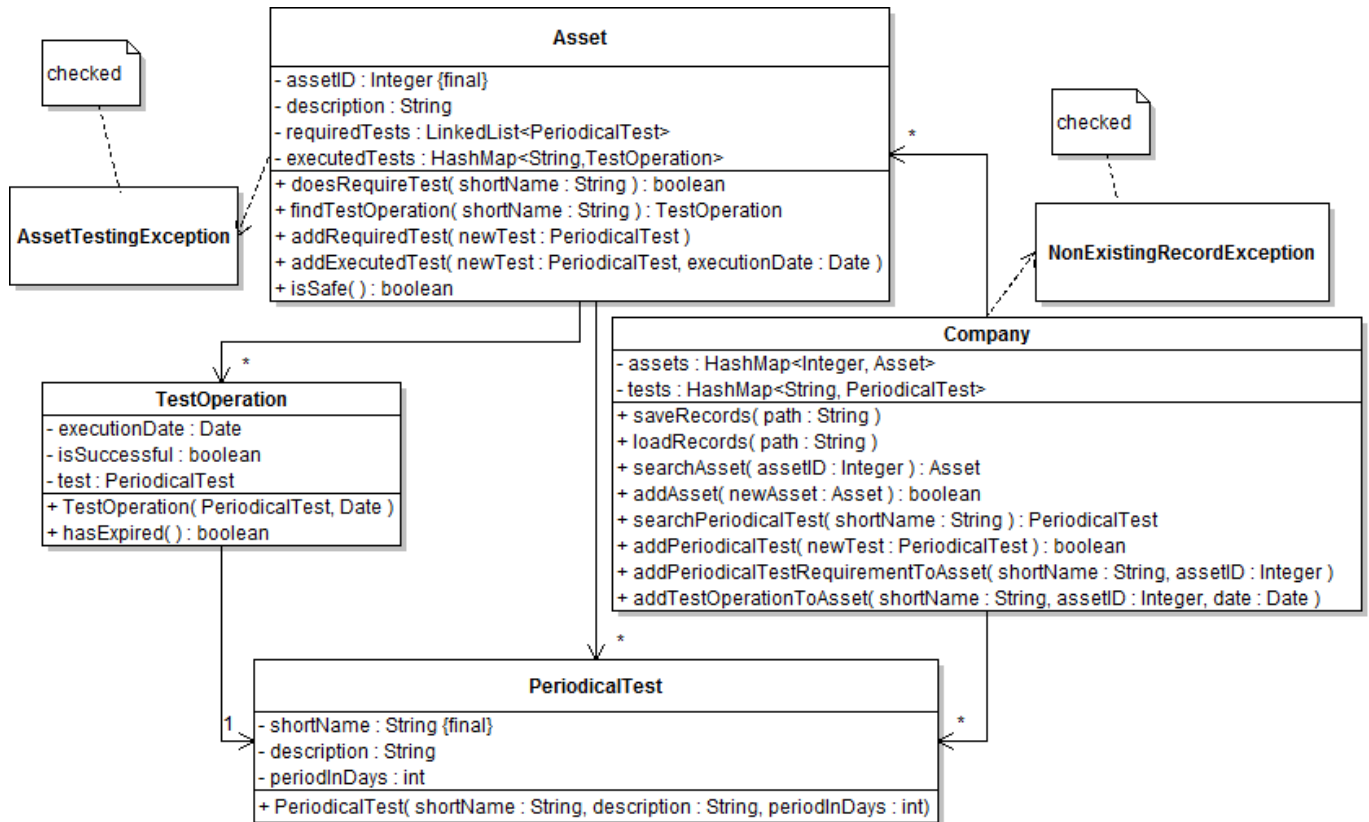 checked
Asset
- assetID : Integer {final}
- description : String
- requiredTests : LinkedList<PeriodicalTest>
- executedTests : HashMap<String,TestOperation>
+ doesRequireTest( shortName : String ) : boolean
+ findTestOperation( shortName : String ) : TestOperation
+ addRequiredTest( newTest : PeriodicalTest )
+ addExecutedTest( newTest : PeriodicalTest, executionDate : Date )
+ isSafe( ) : boolean
AssetTestingException
checked
*
NonExistingRecordException
Company
- assets : HashMap<Integer, Asset>
- tests : HashMap<String, PeriodicalTest>
+ saveRecords( path : String )
+ loadRecords( path : String )
+ searchAsset( assetID : Integer ) : Asset
+ addAsset( newAsset : Asset ) : boolean
+ searchPeriodicalTest( shortName : String ) : PeriodicalTest
+ addPeriodicalTest( newTest : PeriodicalTest ) : boolean
+ addPeriodicalTestRequirementToAsset( shortName : String, assetID : Integer )
+ addTestOperationToAsset( shortName : String, assetID : Integer, date : Date )
*
TestOperation
- executionDate : Date
- isSuccessful : boolean
- test : PeriodicalTest
+ TestOperation( PeriodicalTest, Date )
+ hasExpired( ) : boolean
*
1
*
PeriodicalTest
- shortName : String {final}
- description : String
- periodInDays : int
+ PeriodicalTest( shortName : String, description : String, periodInDays : int)